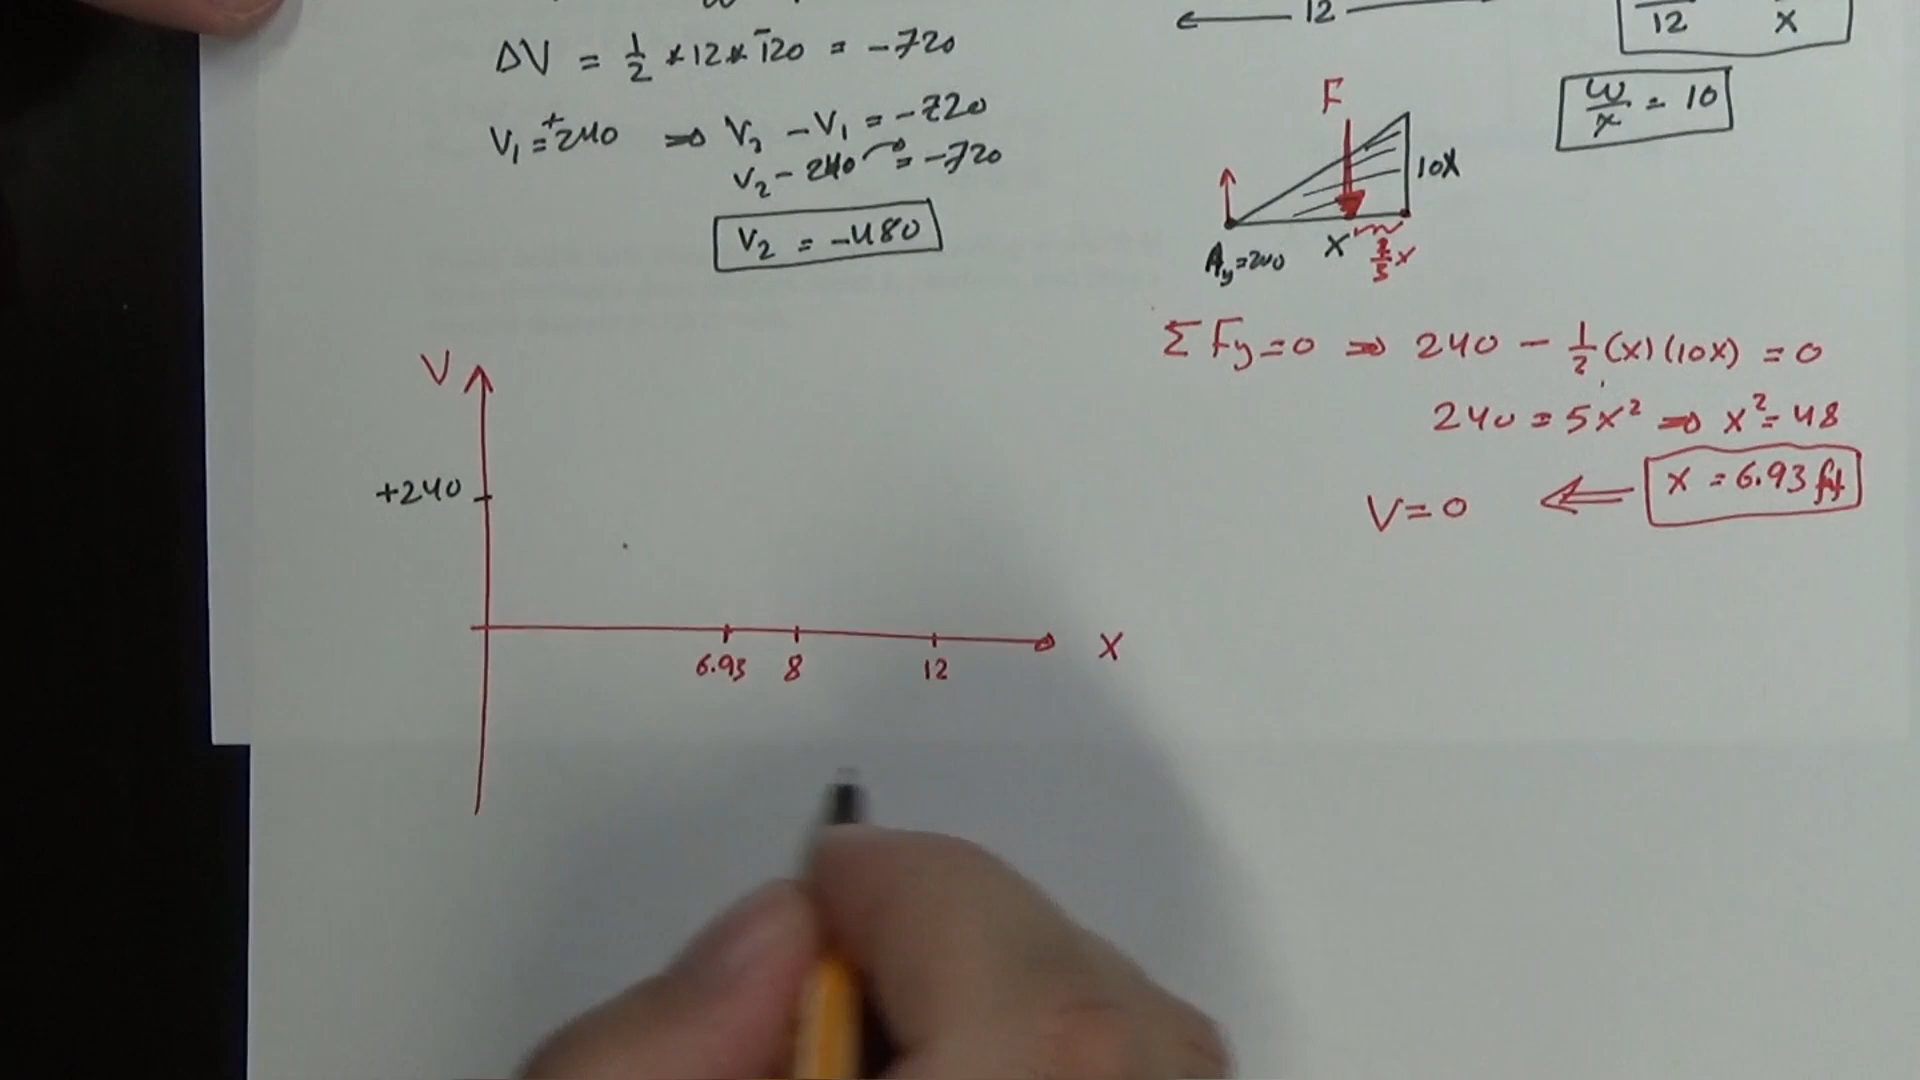 ΔV = 1/2 * 12 * -120 = -720
V1 = +240 ⇒ V2 - V1 = -720
V2 - 240 = -720
V2 = -480
← 12
12 x
w/x = 10
F
10X
Ay=240 X x
ΣFy=0 ⇒ 240 - 1/2 (x)(10x) = 0
240 = 5x² ⇒ x² = 48
V=0 ⇐ x = 6.93 ft
V
+240
6.93 8 12 X